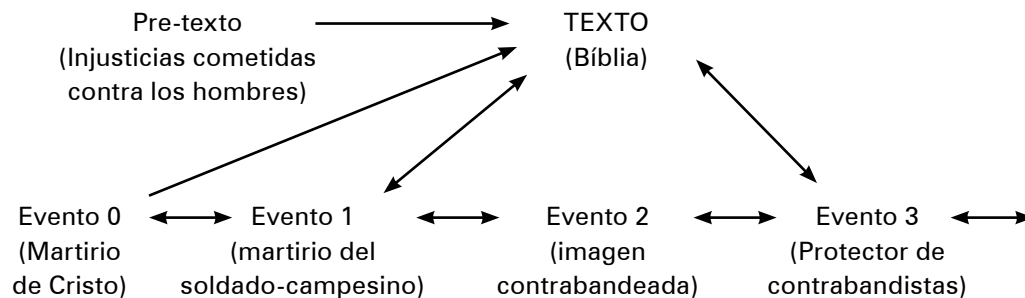 Pre-texto
(Injusticias cometidas
contra los hombres)
TEXTO
(Bíblia)
Evento 0
(Martirio
de Cristo)
Evento 1
(martirio del
soldado-campesino)
Evento 2
(imagen
contrabandeada)
Evento 3
(Protector de
contrabandistas)